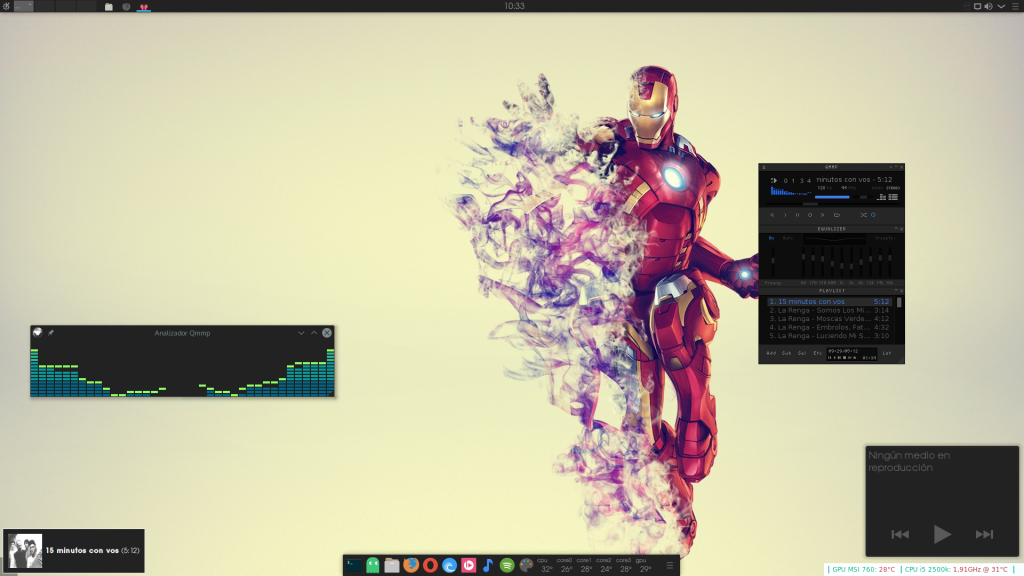 10:33
QMMP
0 1 3 4 minutos con vos - 5:12
STEREO
EQUALIZER
PLAYLIST
1. 15 minutos con vos 5:12
2. La Renga - Somos Los Mi... 3:14
3. La Renga - Moscas Verde... 4:12
4. La Renga - Embrolos, Fat... 4:32
5. La Renga - Luciendo Mi S... 3:10
Add Sub Sel
Lst
Analizador Qmmp
Ningún medio en
reproducción
15 minutos con vos (5:12)
cpu core0 core1 core2 core3 gpu
32° 26° 28° 24° 28° 29°
GPU MSI 760: 28°C | CPU i5 2500k: 1,91GHz @ 31°C